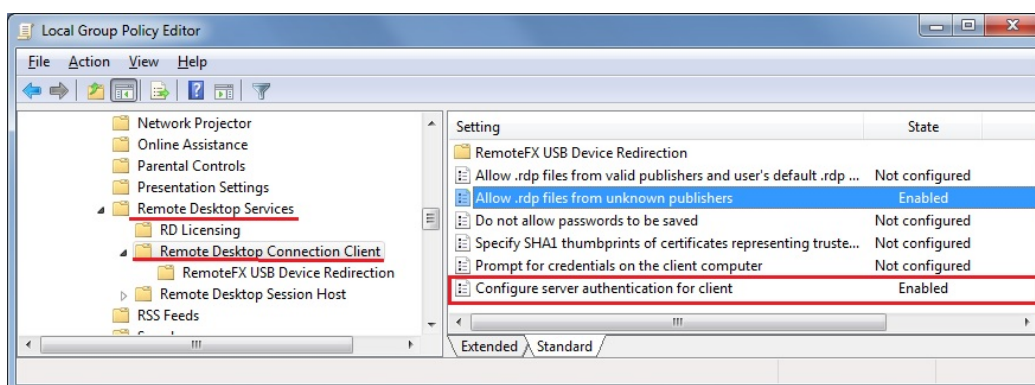 Local Group Policy Editor
File Action View Help
Network Projector
Online Assistance
Parental Controls
Presentation Settings
Remote Desktop Services
RD Licensing
Remote Desktop Connection Client
RemoteFX USB Device Redirection
Remote Desktop Session Host
RSS Feeds
Setting State
RemoteFX USB Device Redirection
Allow .rdp files from valid publishers and user's default .rdp ... Not configured
Allow .rdp files from unknown publishers Enabled
Do not allow passwords to be saved Not configured
Specify SHA1 thumbprints of certificates representing truste... Not configured
Prompt for credentials on the client computer Not configured
Configure server authentication for client Enabled
Extended Standard